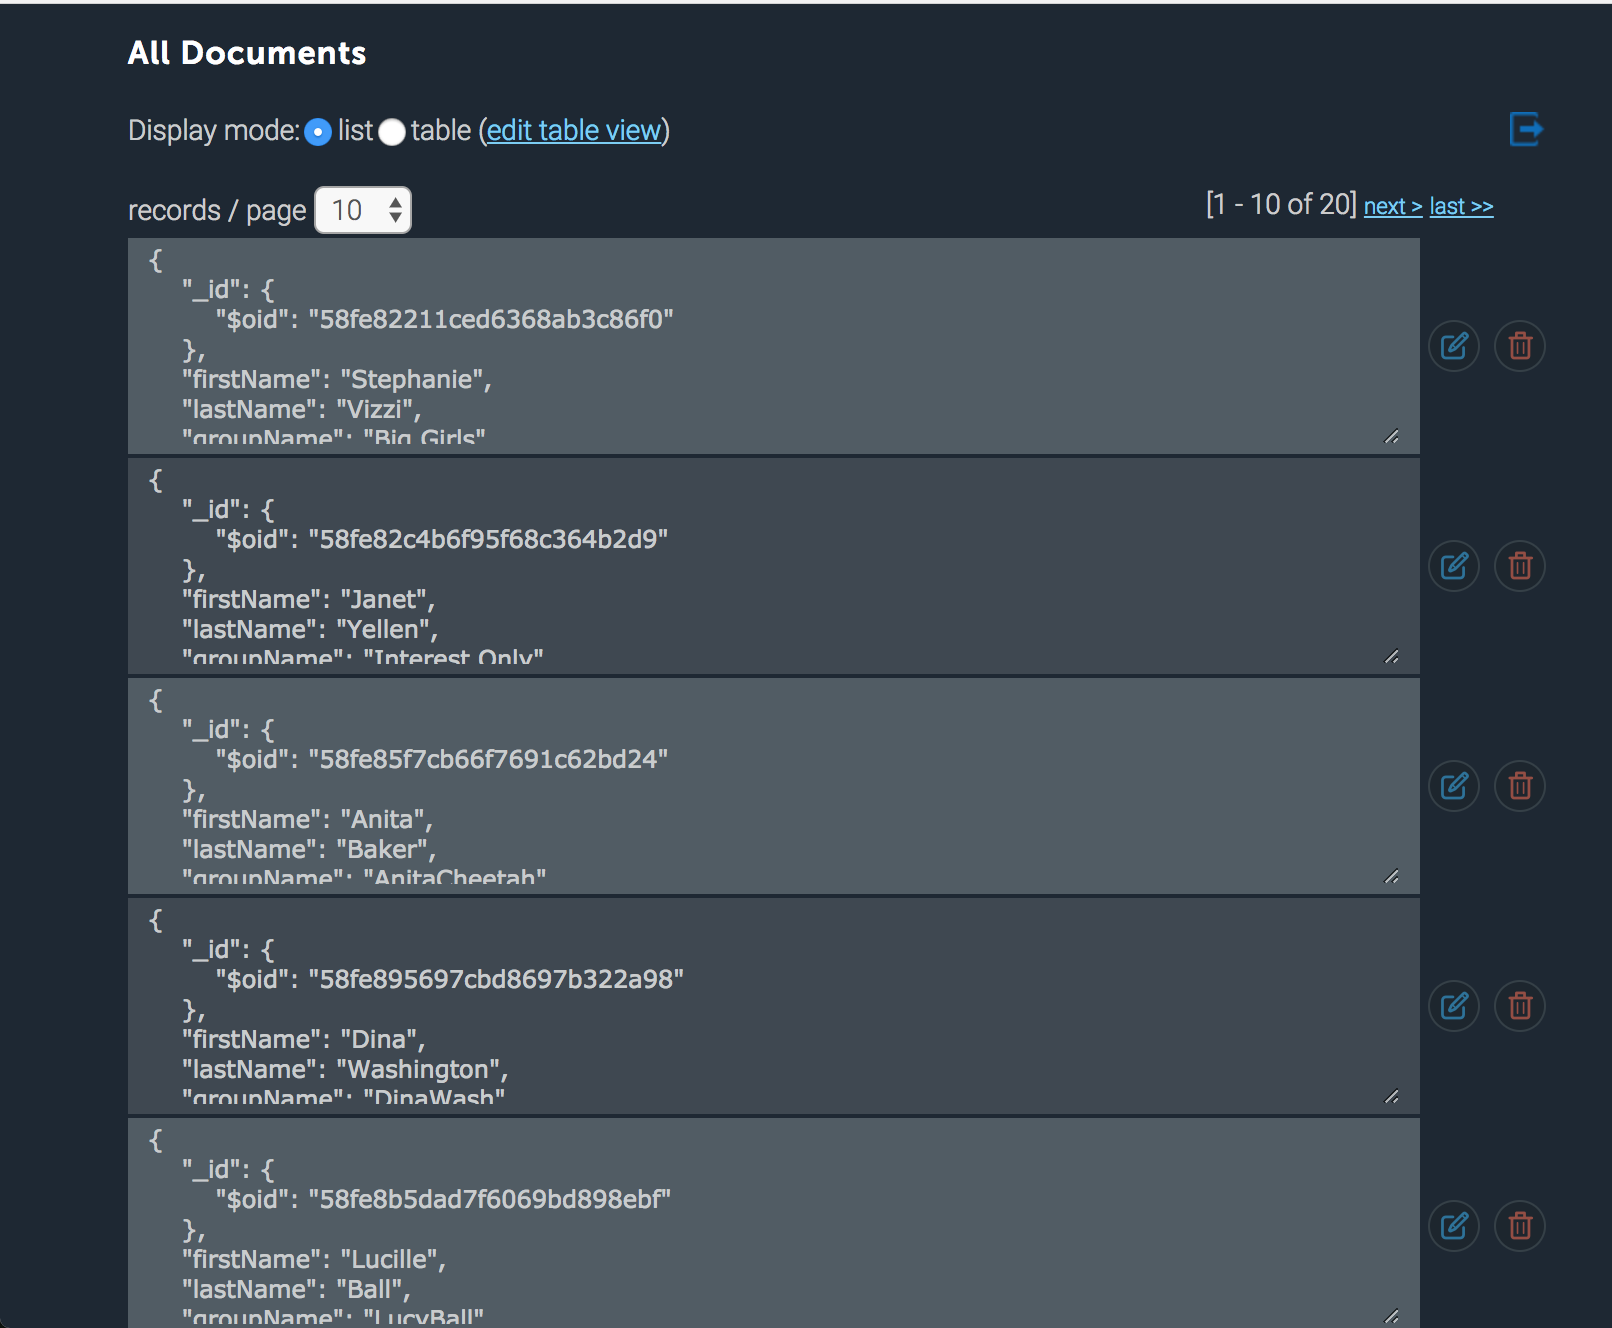 All Documents
Display mode: list table (edit table view)
records / page 10 [1 - 10 of 20] next > last >>
{
"_id": {
"$oid": "58fe82211ced6368ab3c86f0"
},
"firstName": "Stephanie",
"lastName": "Vizzi",
"groupName": "Big Girls"
{
"_id": {
"$oid": "58fe82c4b6f95f68c364b2d9"
},
"firstName": "Janet",
"lastName": "Yellen",
"groupName": "Interest Only"
{
"_id": {
"$oid": "58fe85f7cb66f7691c62bd24"
},
"firstName": "Anita",
"lastName": "Baker",
"groupName": "AnitaCheetah"
{
"_id": {
"$oid": "58fe895697cbd8697b322a98"
},
"firstName": "Dina",
"lastName": "Washington",
"groupName": "DinaWash"
{
"_id": {
"$oid": "58fe8b5dad7f6069bd898ebf"
},
"firstName": "Lucille",
"lastName": "Ball",
"groupName": "LucyBall"